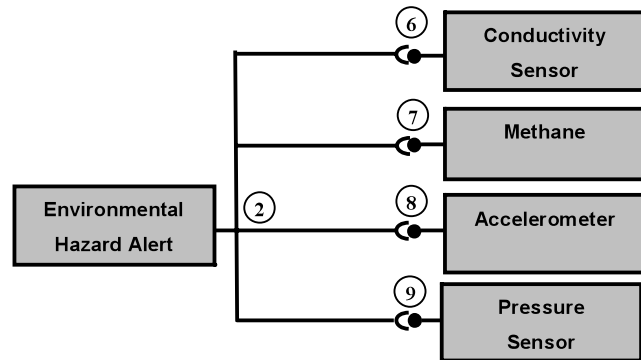 6
Conductivity
Sensor
7
Methane
Environmental
Hazard Alert
2
8
Accelerometer
9
Pressure
Sensor